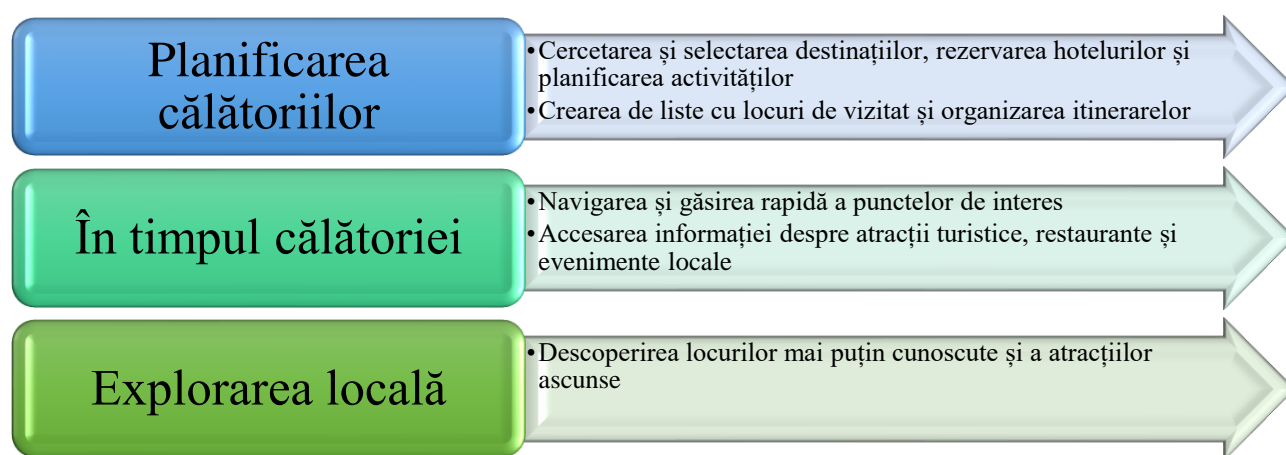 Planificarea
călătoriilor
•Cercetarea și selectarea destinațiilor, rezervarea hotelurilor și
planificarea activităților
•Crearea de liste cu locuri de vizitat și organizarea itinerarelor
În timpul călătoriei
•Navigarea și găsirea rapidă a punctelor de interes
•Accesarea informației despre atracții turistice, restaurante și
evenimente locale
Explorarea locală
•Descoperirea locurilor mai puțin cunoscute și a atracțiilor
ascunse